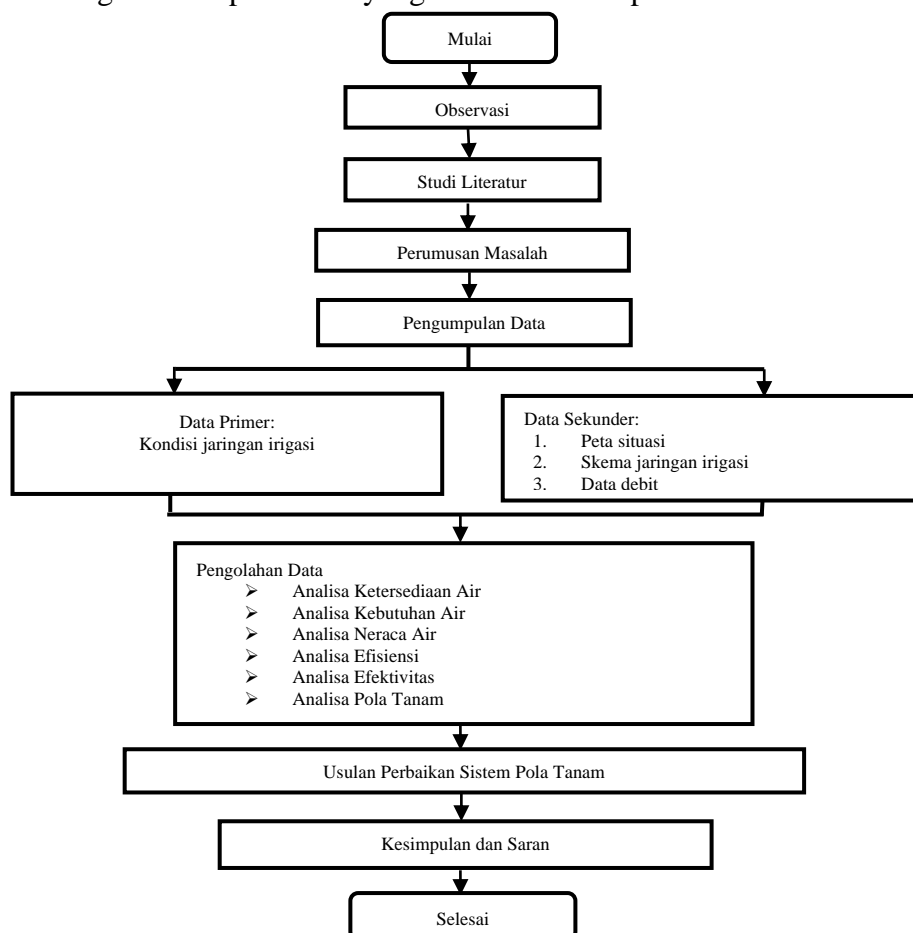 Mulai
Observasi
Studi Literatur
Perumusan Masalah
Pengumpulan Data
Data Primer:
Kondisi jaringan irigasi
Data Sekunder:
1. Peta situasi
2. Skema jaringan irigasi
3. Data debit
Pengolahan Data
➢ Analisa Ketersediaan Air
➢ Analisa Kebutuhan Air
➢ Analisa Neraca Air
➢ Analisa Efisiensi
➢ Analisa Efektivitas
➢ Analisa Pola Tanam
Usulan Perbaikan Sistem Pola Tanam
Kesimpulan dan Saran
Selesai